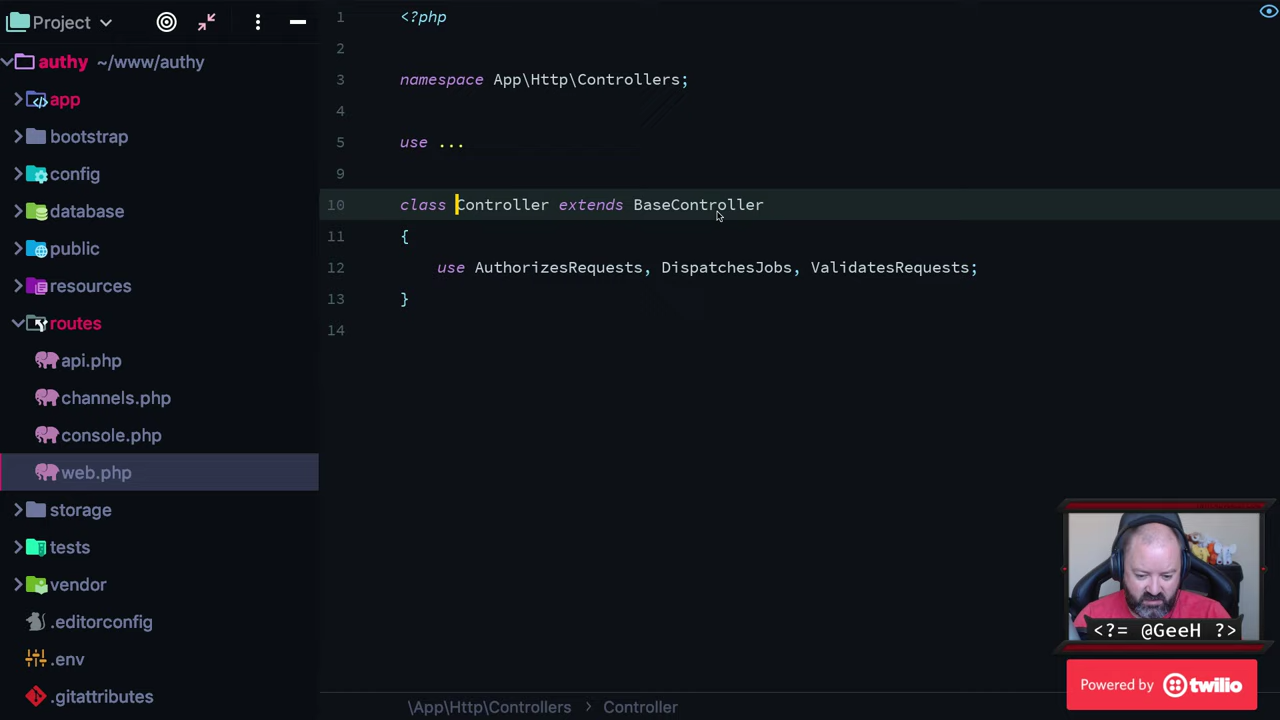 Project
authy ~/www/authy
app
bootstrap
config
database
public
resources
routes
api.php
channels.php
console.php
web.php
storage
tests
vendor
.editorconfig
.env
.gitattributes
1 <?php
2
3 namespace App\Http\Controllers;
4
5 use ...
9
10 class Controller extends BaseController
11 {
12 use AuthorizesRequests, DispatchesJobs, ValidatesRequests;
13 }
14
\App\Http\Controllers > Controller
<?= @GeeH ?>
Powered by twilio